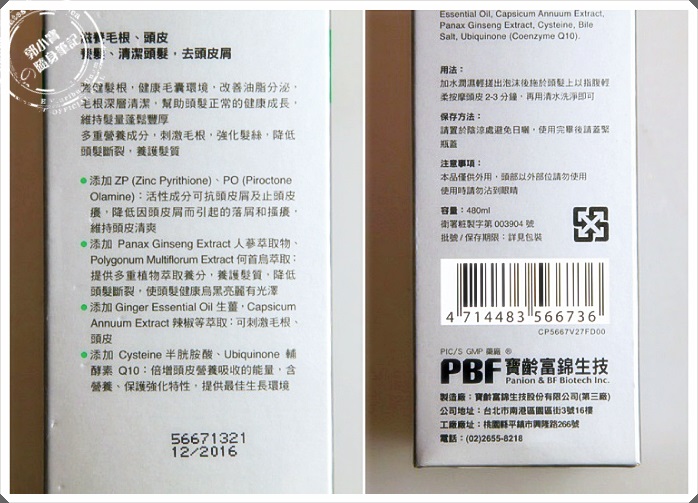 滋養毛根、頭皮
健髮、清潔頭髮，去頭皮屑
強健髮根，健康毛囊環境，改善油脂分泌，
毛根深層清潔，幫助頭髮正常的健康成長，
維持髮量蓬鬆豐厚
多重營養成分，刺激毛根，強化髮絲，降低
頭髮斷裂，養護髮質
添加 ZP (Zinc Pyrithione)、PO (Piroctone
Olamine)：活性成分可抗頭皮屑及止頭皮
癢，降低因頭皮屑而引起的落屑和搔癢，
維持頭皮清爽
添加 Panax Ginseng Extract 人蔘萃取物、
Polygonum Multiflorum Extract 何首烏萃取：
提供多重植物萃取養分，養護髮質、降低
頭髮斷裂，使頭髮健康烏黑亮麗有光澤
添加 Ginger Essential Oil 生薑，Capsicum
Annuum Extract 辣椒等萃取：可刺激毛根、
頭皮
添加 Cysteine 半胱胺酸、Ubiquinone 輔
酵素 Q10：倍增頭皮營養吸收的能量，含
營養、保護強化特性，提供最佳生長環境
56671321
12/2016
郭小寶
の隨身筆記
Essential Oil, Capsicum Annuum Extract,
Panax Ginseng Extract, Cysteine, Bile
Salt, Ubiquinone (Coenzyme Q10).
用法：
加水潤濕輕搓出泡沫後施於頭髮上以指腹輕
柔按摩頭皮 2-3 分鐘，再用清水洗淨即可
保存方法：
請置於陰涼處避免日曬，使用完畢後請蓋緊
瓶蓋
注意事項：
本品僅供外用，頭部以外部位請勿使用
使用時請勿沾到眼睛
容量：480ml
衛署粧製字第 003904 號
批號/保存期限：詳見包裝
4 714483 566736
CP5667V27FD00
PIC/S GMP 藥廠 ®
PBF 寶齡富錦生技
Panion & BF Biotech Inc.
製造廠：寶齡富錦生技股份有限公司(第三廠)
公司地址：台北市南港區園區街3號16樓
工廠廠址：桃園縣平鎮市興隆路266號
電話：(02)2655-8218